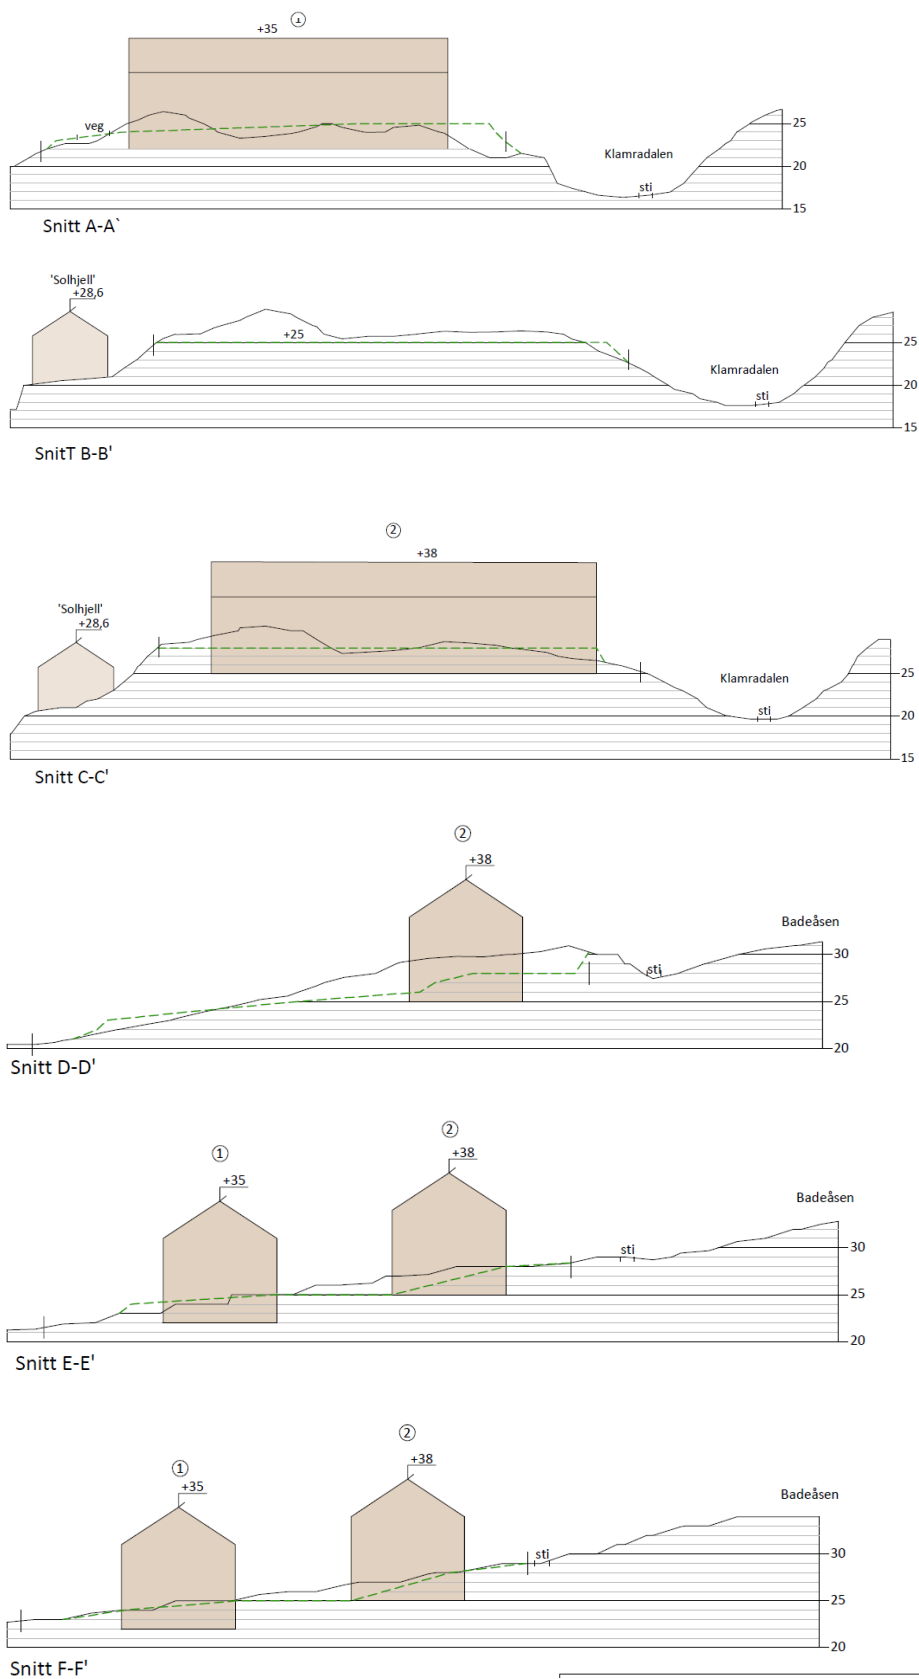 1
+35
veg
25
Klamradalen
20
sti
15
Snitt A-A`
'Solhjell'
+28,6
+25
25
Klamradalen
20
sti
15
SnitT B-B'
2
+38
'Solhjell'
+28,6
25
Klamradalen
sti
20
15
Snitt C-C'
2
+38
Badeåsen
30
sti
25
20
Snitt D-D'
2
1
+38
+35
Badeåsen
30
sti
25
20
Snitt E-E'
2
+38
1
+35
Badeåsen
30
sti
25
20
Snitt F-F'